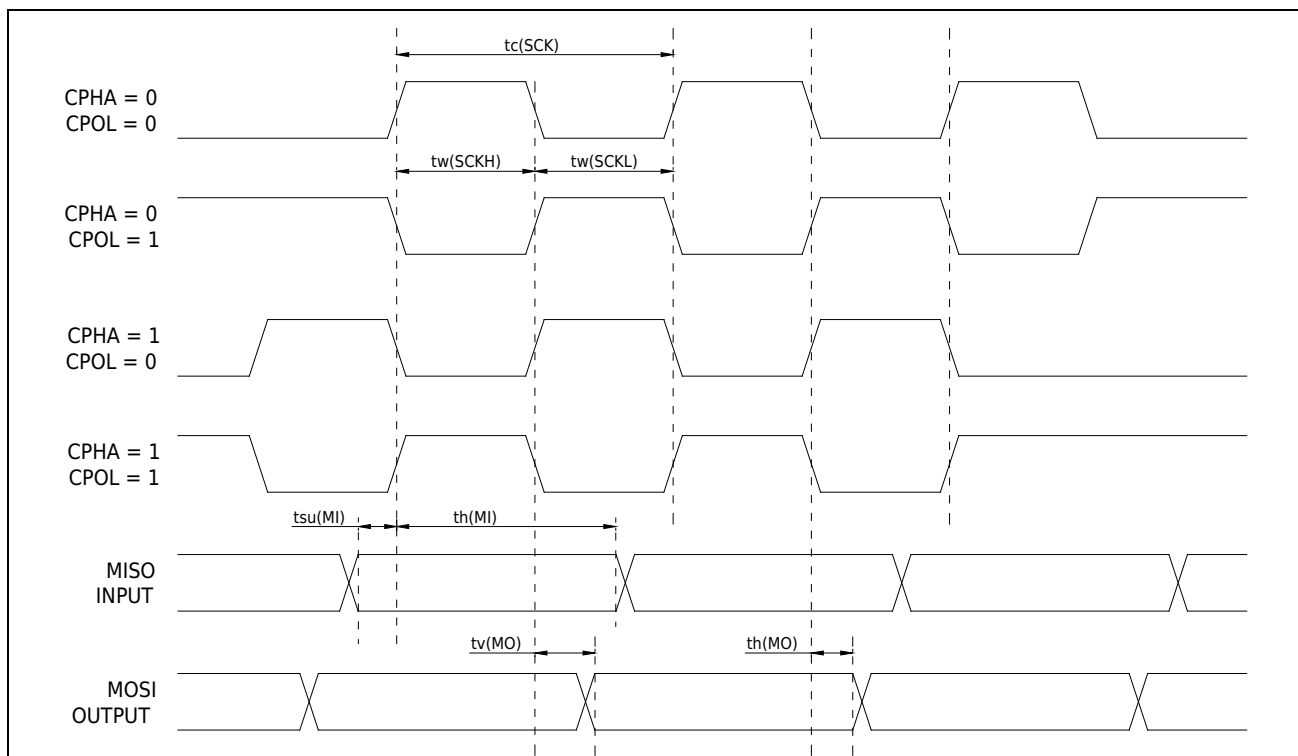 tc(SCK)
CPHA = 0
CPOL = 0
tw(SCKH)
tw(SCKL)
CPHA = 0
CPOL = 1
CPHA = 1
CPOL = 0
CPHA = 1
CPOL = 1
tsu(MI)
th(MI)
MISO
INPUT
tv(MO)
th(MO)
MOSI
OUTPUT